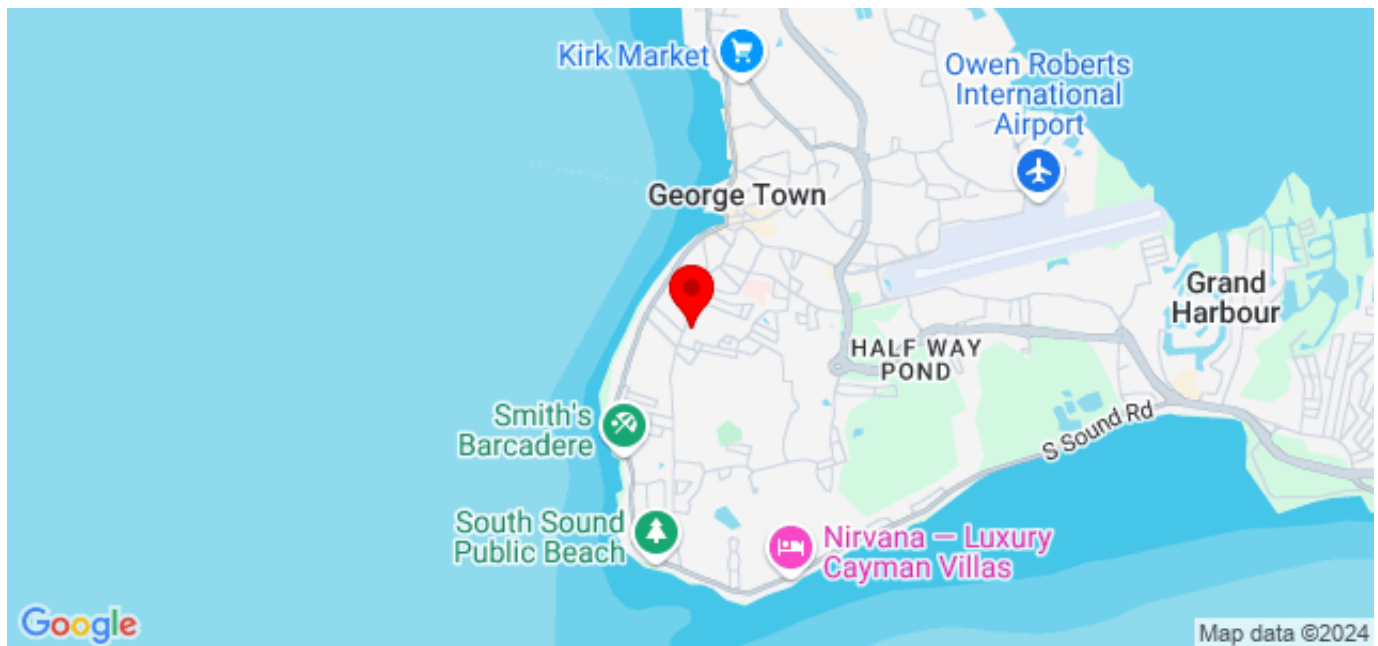 Kirk Market
Owen Roberts
International
Airport
George Town
Grand
Harbour
HALF WAY
POND
Smith's
Barcadere
S Sound Rd
South Sound
Public Beach
Nirvana — Luxury
Cayman Villas
Google
Map data ©2024